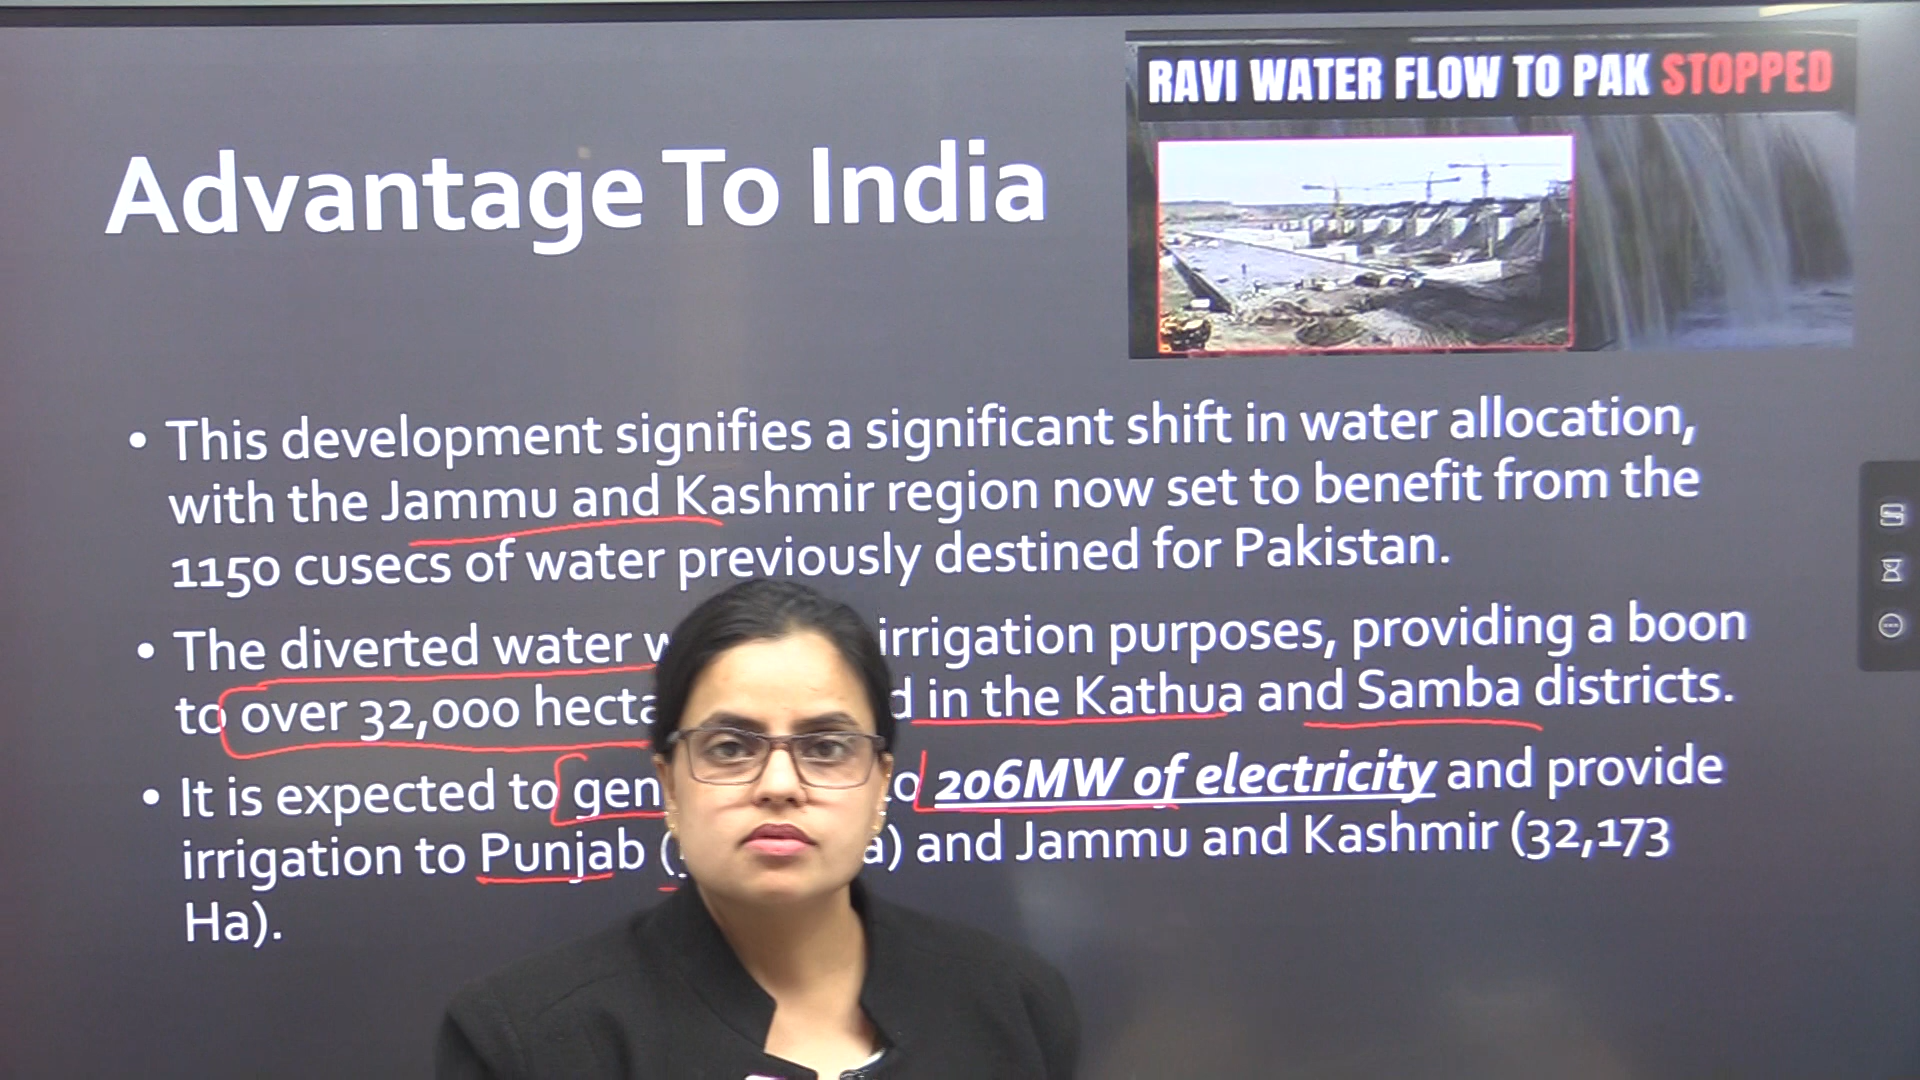 RAVI WATER FLOW TO PAK STOPPED
Advantage To India
• This development signifies a significant shift in water allocation,
with the Jammu and Kashmir region now set to benefit from the
1150 cusecs of water previously destined for Pakistan.
• The diverted water irrigation purposes, providing a boon
to over 32,000 in the Kathua and Samba districts.
• It is expected to 206MW of electricity and provide
irrigation to Punjab and Jammu and Kashmir (32,173
Ha).